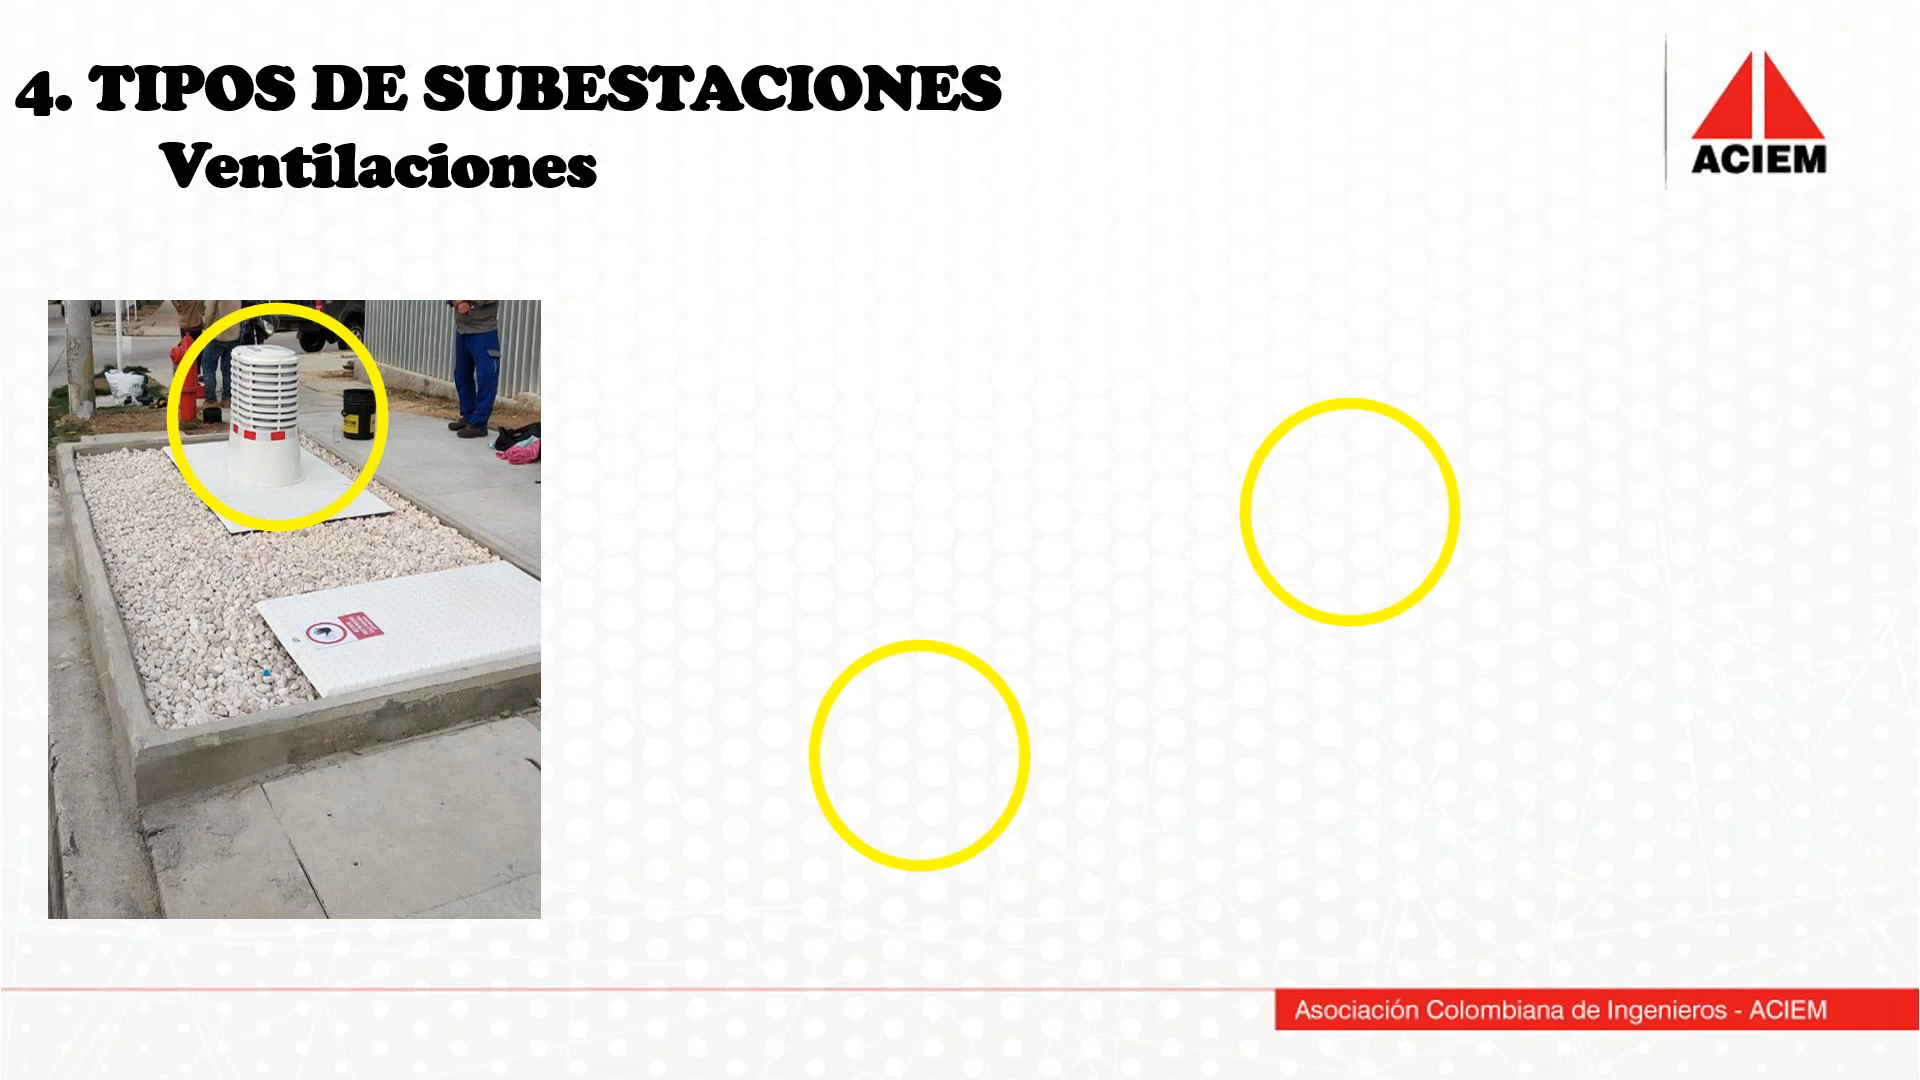 4. TIPOS DE SUBESTACIONES
Ventilaciones
ACIEM
Asociación Colombiana de Ingenieros - ACIEM